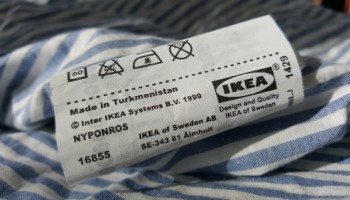 Made in Turkmenistan
© Inter IKEA Systems B.V. 1999
NYPONROS
16855
IKEA of Sweden AB
SE-343 81 Älmhult
IKEA®
Design and Quality
IKEA of Sweden
1429